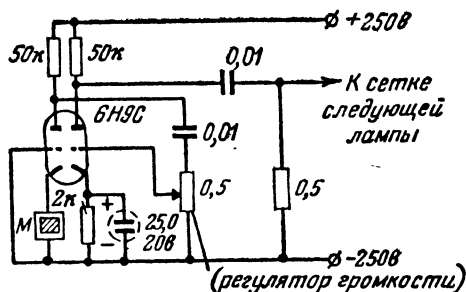 +250В
50к 50к
0,01
К сетке
следующей
лампы
6Н9С
0,01
2к
+
25,0
20В
−
М
0,5
0,5
-250В
(регулятор громкости)